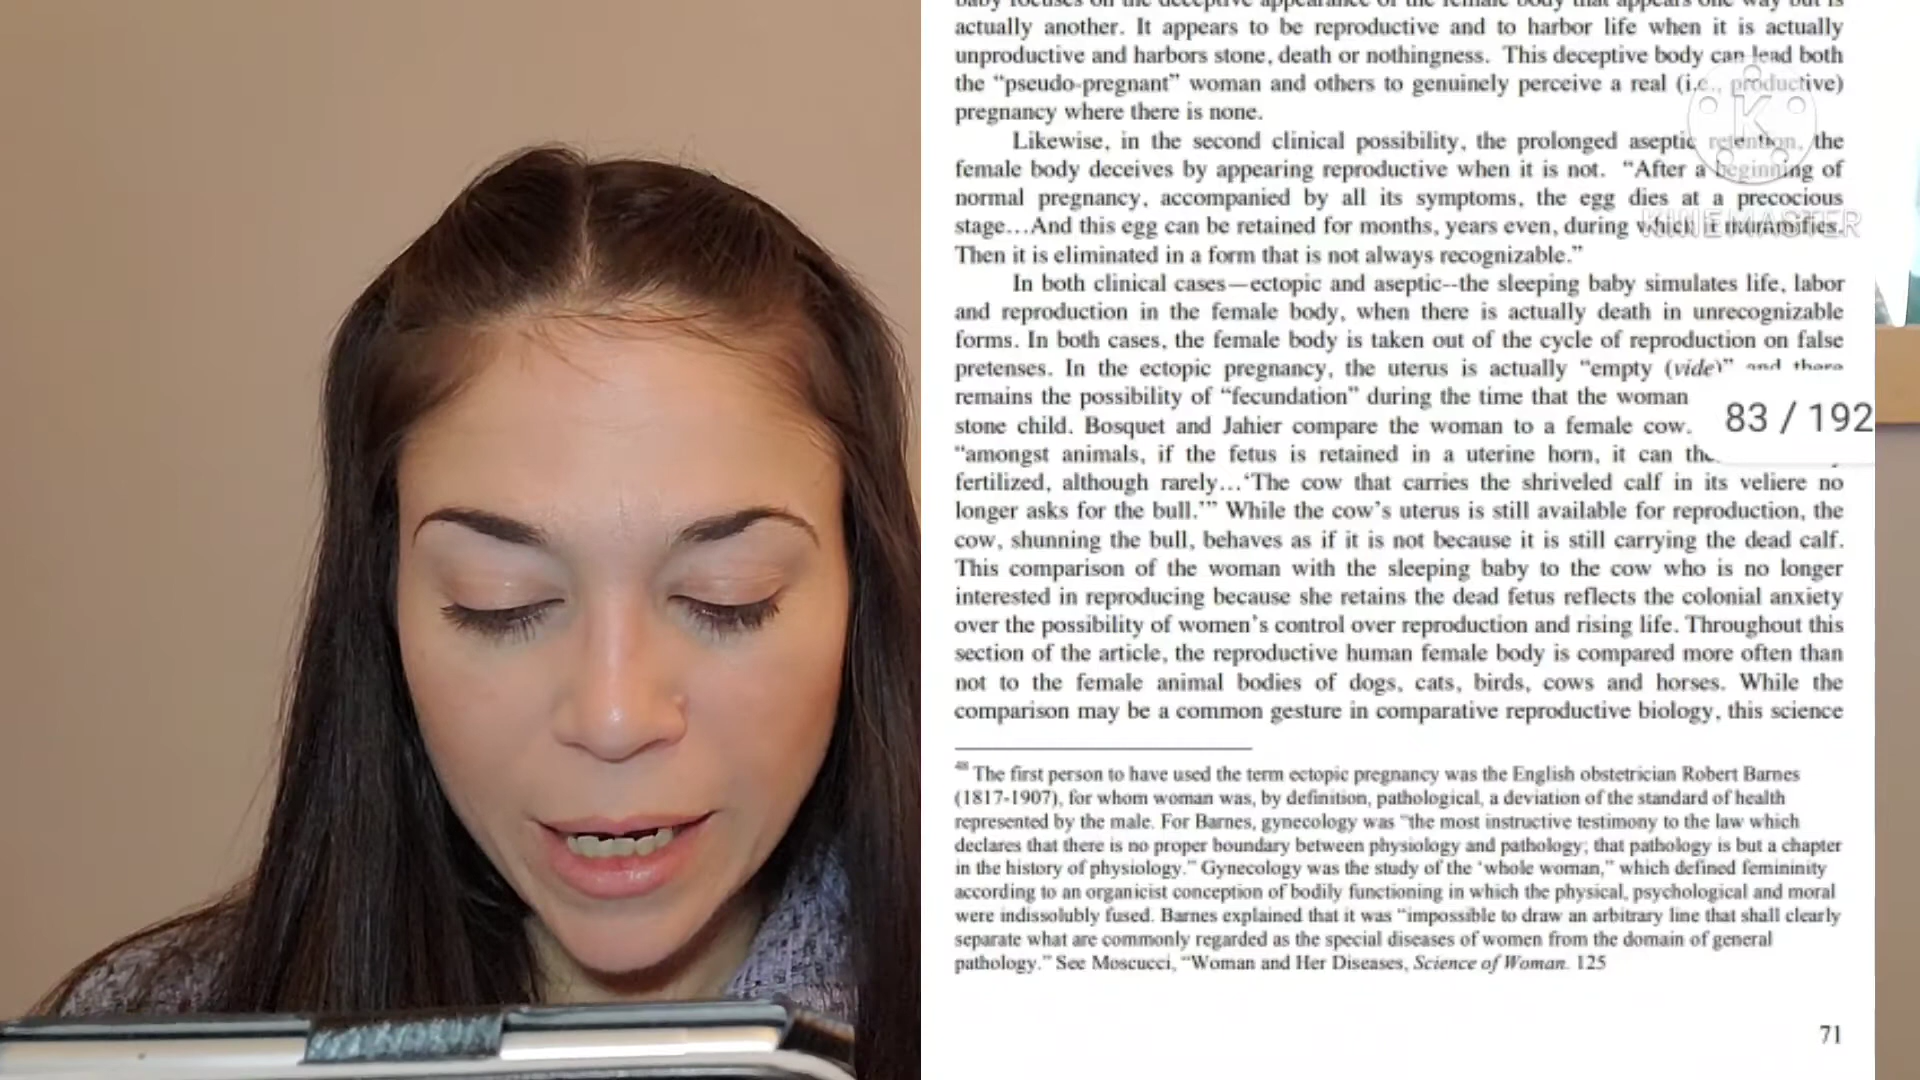 baby focuses on the deceptive appearance of the female body that appears one way but is
actually another. It appears to be reproductive and to harbor life when it is actually
unproductive and harbors stone, death or nothingness. This deceptive body can lead both
the “pseudo-pregnant” woman and others to genuinely perceive a real (i.e., productive)
pregnancy where there is none.
Likewise, in the second clinical possibility, the prolonged aseptic retention, the
female body deceives by appearing reproductive when it is not. “After a beginning of
normal pregnancy, accompanied by all its symptoms, the egg dies at a precocious
stage…And this egg can be retained for months, years even, during which it mummifies.
Then it is eliminated in a form that is not always recognizable.”
In both clinical cases—ectopic and aseptic--the sleeping baby simulates life, labor
and reproduction in the female body, when there is actually death in unrecognizable
forms. In both cases, the female body is taken out of the cycle of reproduction on false
pretenses. In the ectopic pregnancy, the uterus is actually “empty (vide)” and there
remains the possibility of “fecundation” during the time that the woman
stone child. Bosquet and Jahier compare the woman to a female cow.
“amongst animals, if the fetus is retained in a uterine horn, it can
fertilized, although rarely…‘The cow that carries the shriveled calf in its veliere no
longer asks for the bull.’” While the cow’s uterus is still available for reproduction, the
cow, shunning the bull, behaves as if it is not because it is still carrying the dead calf.
This comparison of the woman with the sleeping baby to the cow who is no longer
interested in reproducing because she retains the dead fetus reflects the colonial anxiety
over the possibility of women’s control over reproduction and rising life. Throughout this
section of the article, the reproductive human female body is compared more often than
not to the female animal bodies of dogs, cats, birds, cows and horses. While the
comparison may be a common gesture in comparative reproductive biology, this science
48 The first person to have used the term ectopic pregnancy was the English obstetrician Robert Barnes
(1817-1907), for whom woman was, by definition, pathological, a deviation of the standard of health
represented by the male. For Barnes, gynecology was “the most instructive testimony to the law which
declares that there is no proper boundary between physiology and pathology; that pathology is but a chapter
in the history of physiology.” Gynecology was the study of the ‘whole woman,” which defined femininity
according to an organicist conception of bodily functioning in which the physical, psychological and moral
were indissolubly fused. Barnes explained that it was “impossible to draw an arbitrary line that shall clearly
separate what are commonly regarded as the special diseases of women from the domain of general
pathology.” See Moscucci, “Woman and Her Diseases, Science of Woman. 125
71
83 / 192
K
KINEMASTER